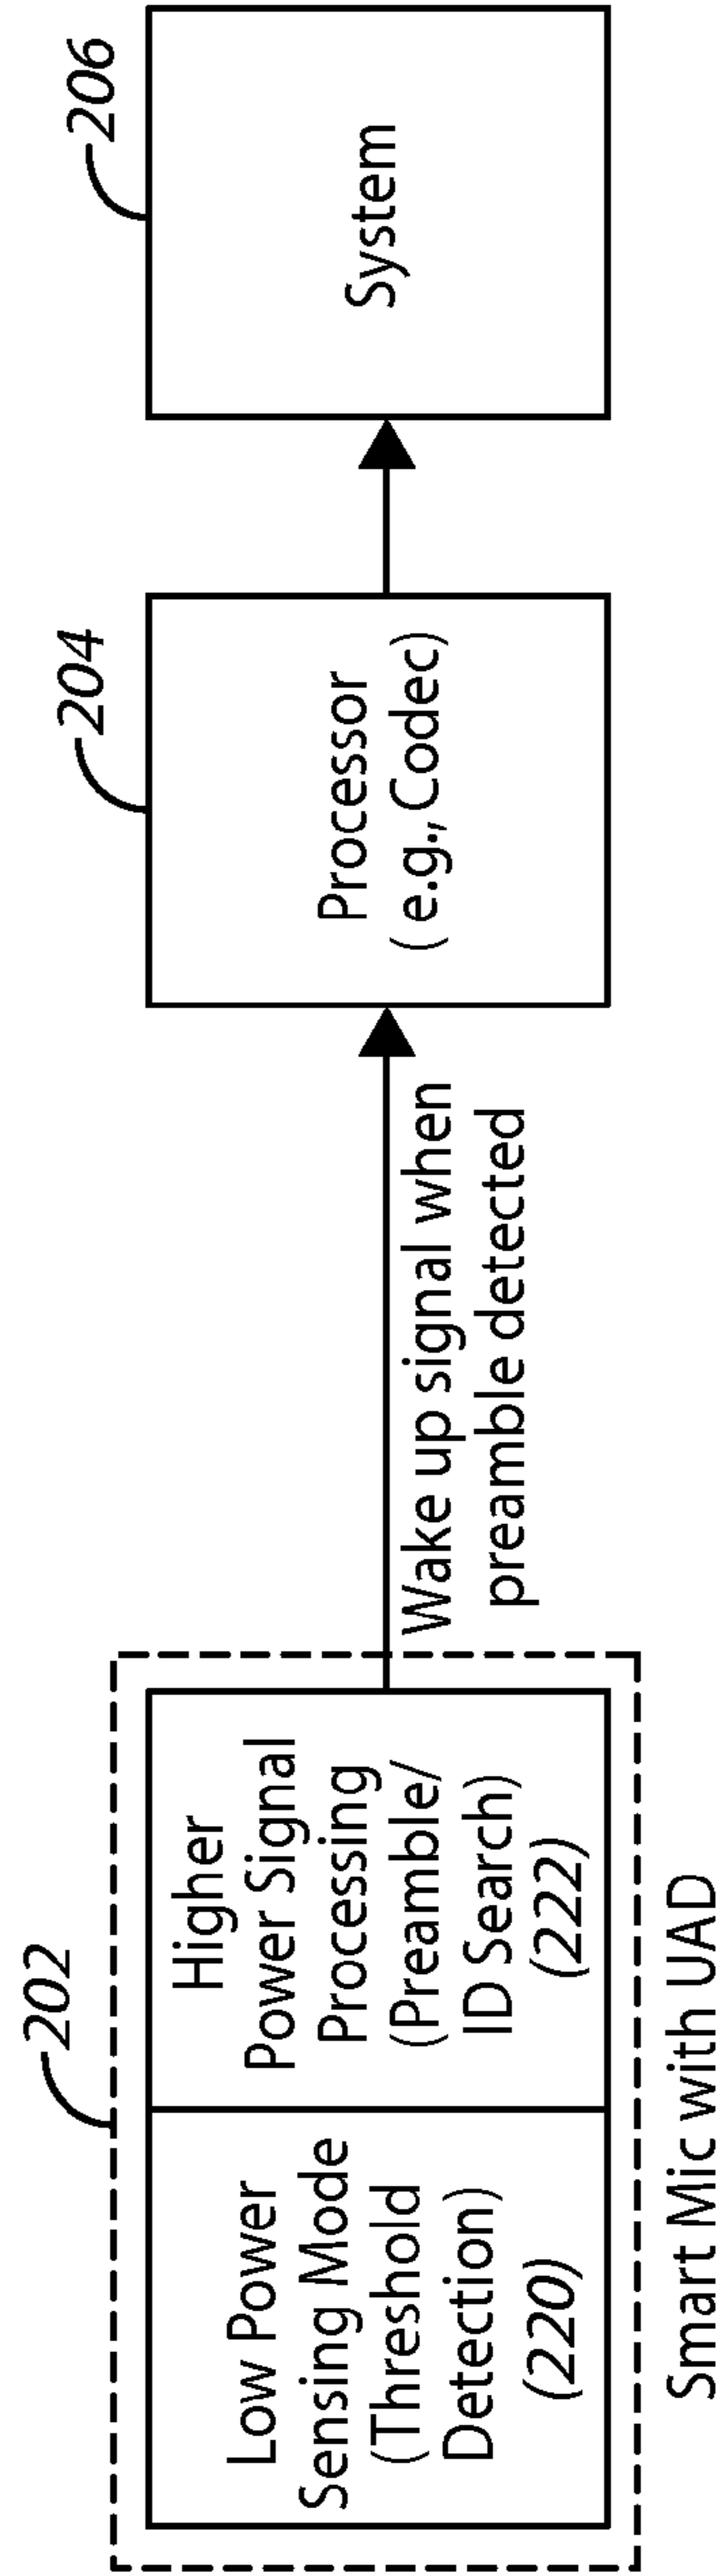 202
Low Power
Sensing Mode
(Threshold
Detection)
(220)
Higher
Power Signal
Processing
(Preamble/
ID Search)
(222)
Smart Mic with UAD
Wake up signal when
preamble detected
204
Processor
( e.g., Codec)
206
System